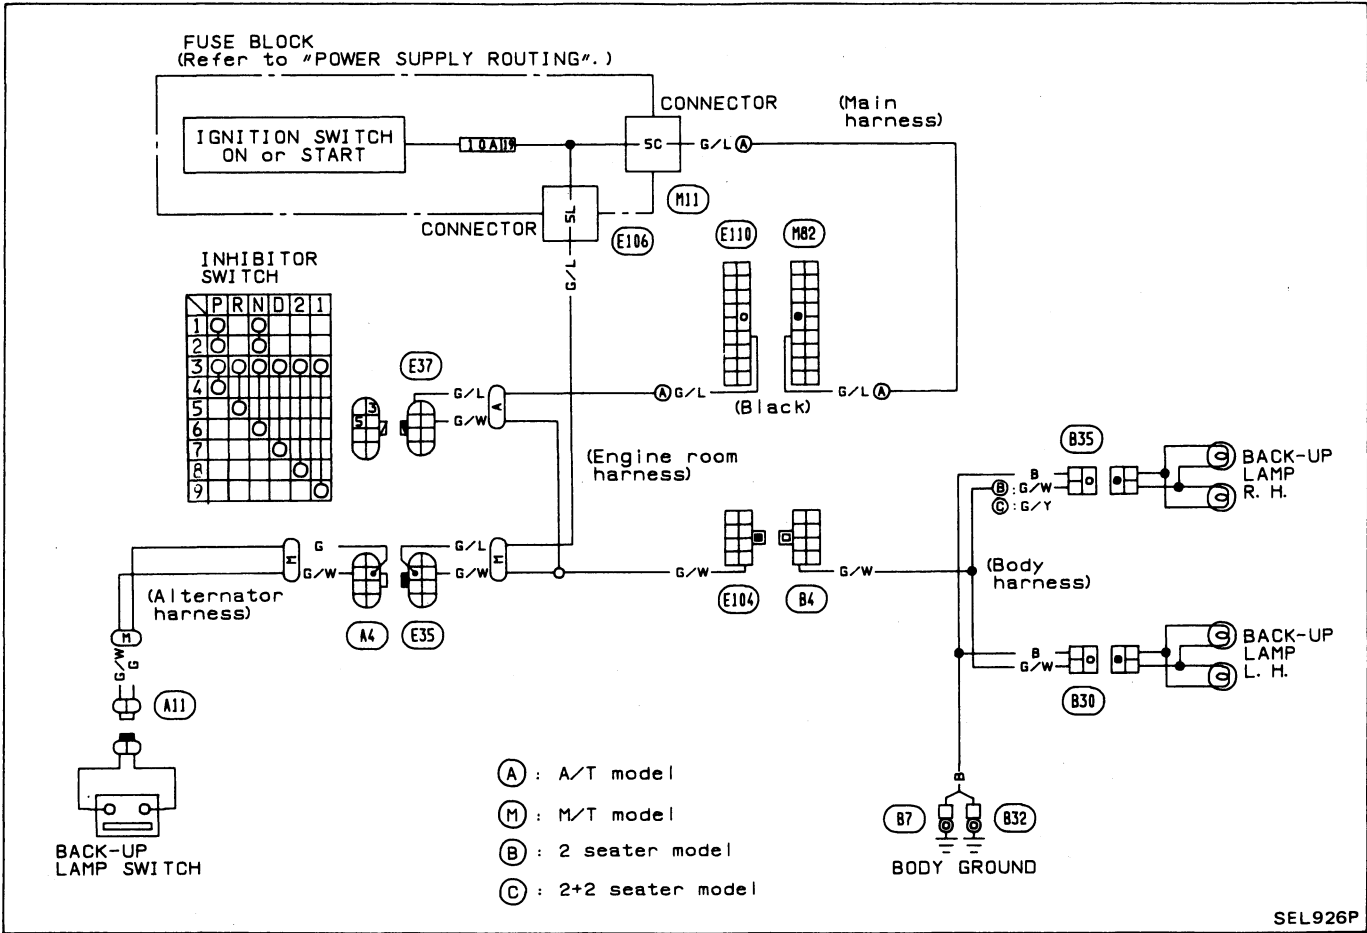 FUSE BLOCK
(Refer to "POWER SUPPLY ROUTING".)
CONNECTOR
(Main
harness)
IGNITION SWITCH
ON or START
10A 19
5C
G/L A
M11
CONNECTOR
5L
E106
E110
M82
INHIBITOR
SWITCH
G/L
P R N D 2 1
1
2
3
4
5
6
7
8
9
E37
3
5
G/L
G/W
A
A G/L
(Black)
G/L A
(Engine room
harness)
B35
BACK-UP
LAMP
R. H.
B
B : G/W
C : G/Y
M
G
G/W
G/L
G/W
M
G/W
G/W
(Body
harness)
(Alternator
harness)
A4
E35
E104
B4
M
G/W
G
A11
B
G/W
BACK-UP
LAMP
L. H.
B30
B
B7
B32
BODY GROUND
BACK-UP
LAMP SWITCH
A : A/T model
M : M/T model
B : 2 seater model
C : 2+2 seater model
SEL926P